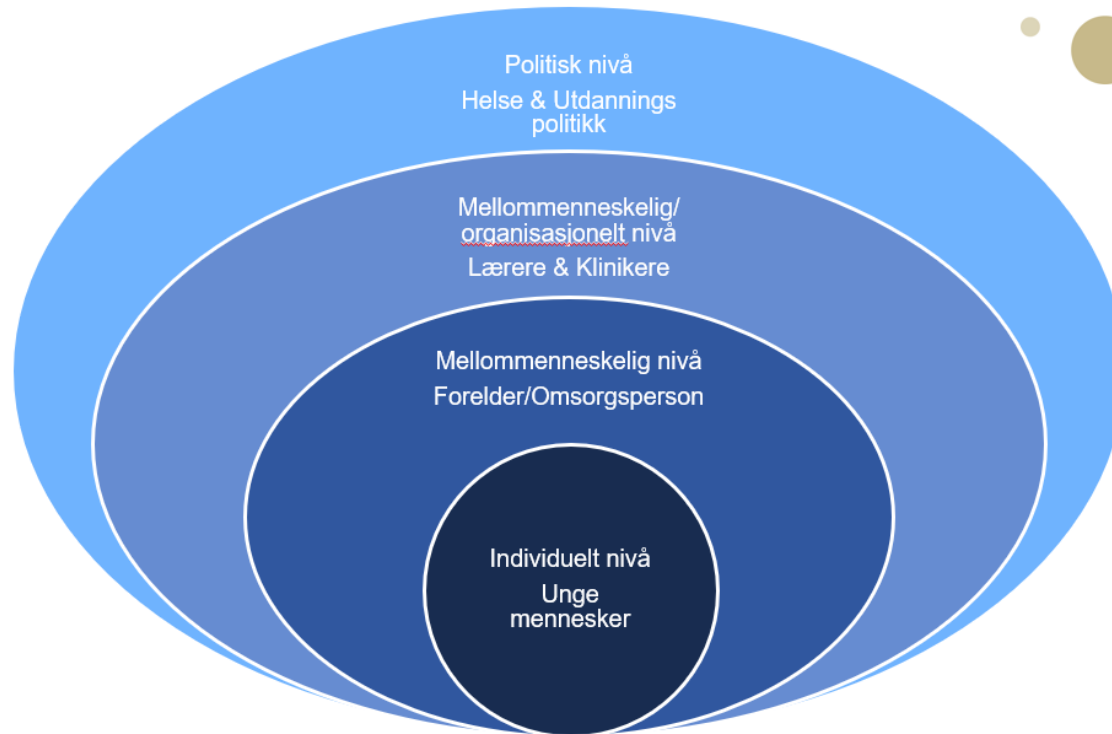 Politisk nivå
Helse & Utdannings
politikk
Mellommenneskelig/
organisasjonelt nivå
Lærere & Klinikere
Mellommenneskelig nivå
Forelder/Omsorgsperson
Individuelt nivå
Unge
mennesker